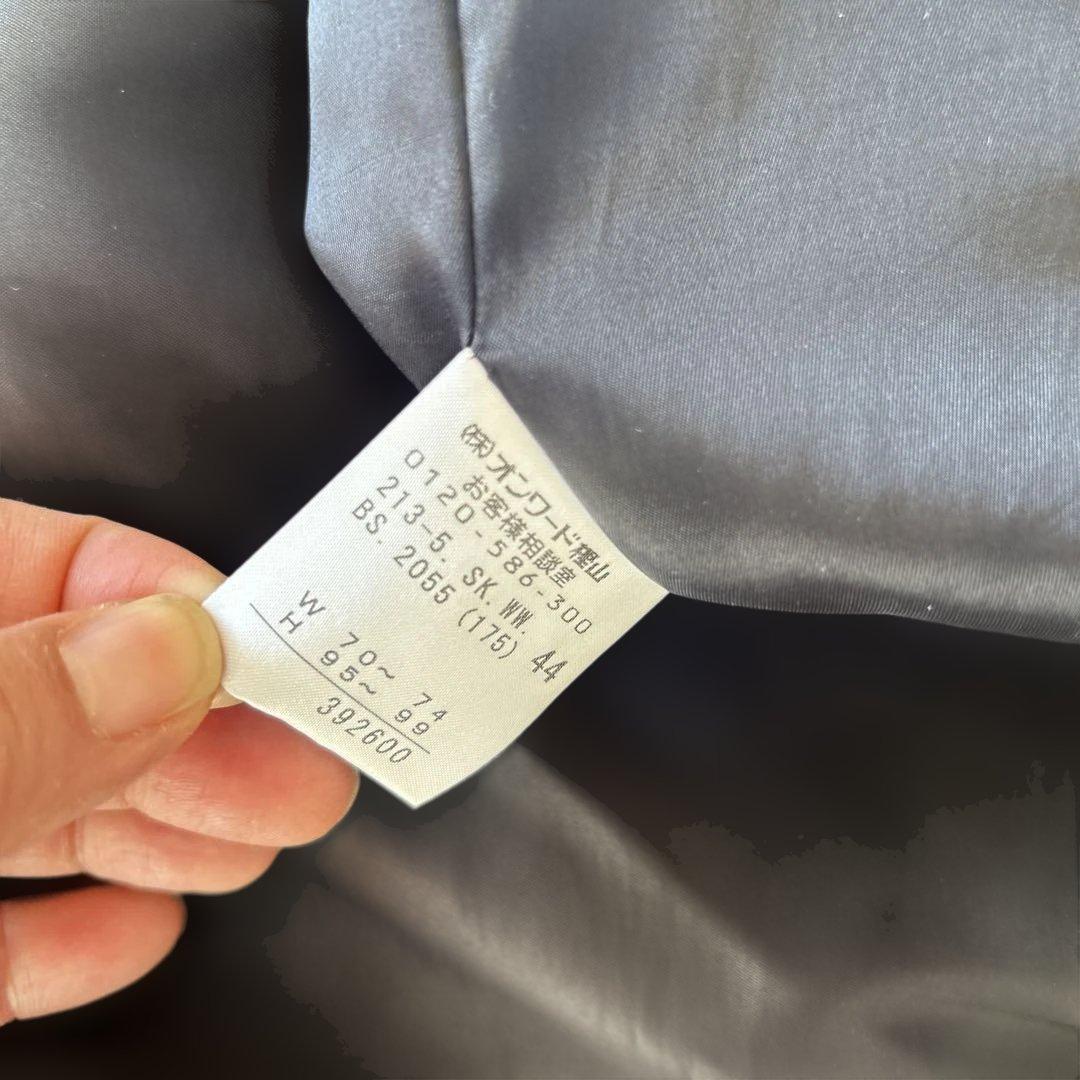 (株)オンワード樫山
お客様相談室
0120-586-300
213-5. SK. WW.
BS. 2055 (175) 44
W 70~ 74
H 95~ 99
392600